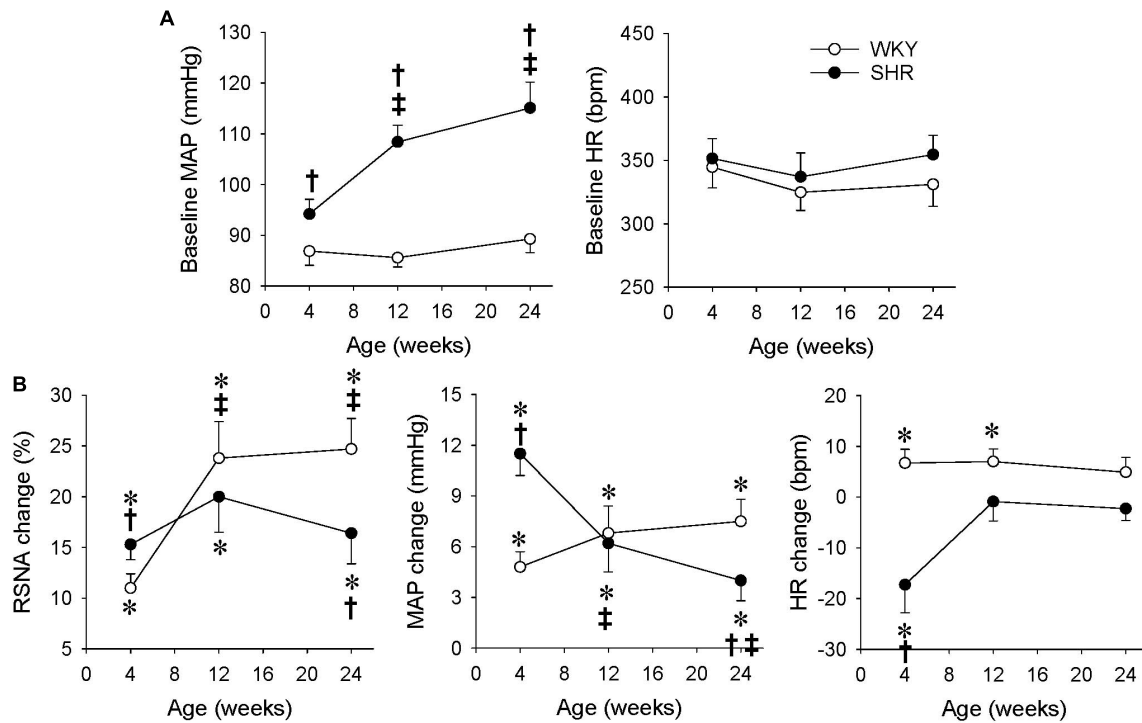 A
Baseline MAP (mmHg)
130
120
110
100
90
80
†
†
‡
†
‡
0 4 8 12 16 20 24
Age (weeks)
Baseline HR (bpm)
450
400
350
300
250
WKY
SHR
0 4 8 12 16 20 24
Age (weeks)
B
RSNA change (%)
30
25
20
15
10
5
*
†
*
*
‡
*
*
‡
*
†
0 4 8 12 16 20 24
Age (weeks)
MAP change (mmHg)
15
12
9
6
3
0
*
†
*
*
*
‡
*
*
† ‡
0 4 8 12 16 20 24
Age (weeks)
HR change (bpm)
20
10
0
-10
-20
-30
* *
*
†
0 4 8 12 16 20 24
Age (weeks)